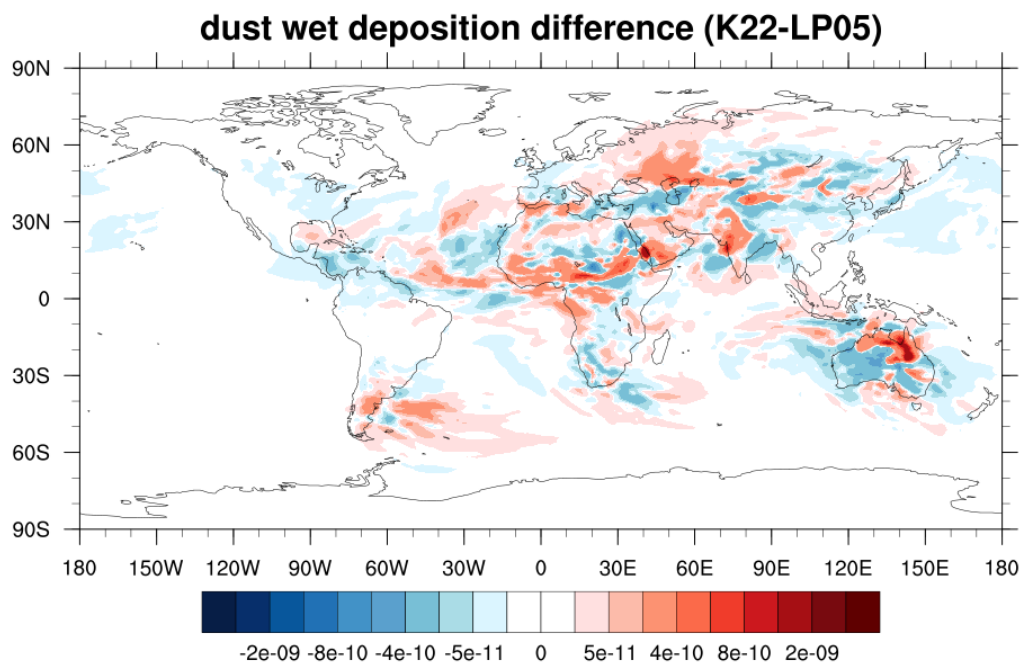 dust wet deposition difference (K22-LP05)
90N
60N
30N
0
30S
60S
90S
180 150W 120W 90W 60W 30W 0 30E 60E 90E 120E 150E 180
-2e-09 -8e-10 -4e-10 -5e-11 0 5e-11 4e-10 8e-10 2e-09